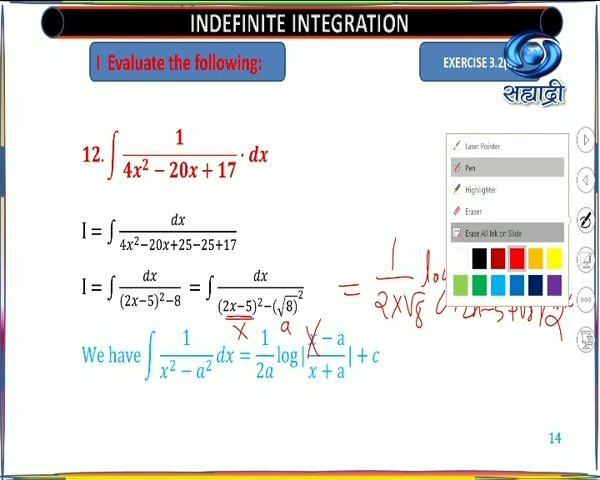 INDEFINITE INTEGRATION
I Evaluate the following:
EXERCISE 3.2(
सह्याद्री
12. ∫ 1/(4x² − 20x + 17) · dx
Laser Pointer
Pen
Highlighter
Eraser
Erase All Ink on Slide
I = ∫ dx/(4x²−20x+25−25+17)
I = ∫ dx/((2x−5)²−8) = ∫ dx/((2x−5)²−(√8)²) = 1/(2×√8) log
x a
We have ∫ 1/(x² − a²) dx = 1/2a log|(x − a)/(x + a)| + c
14